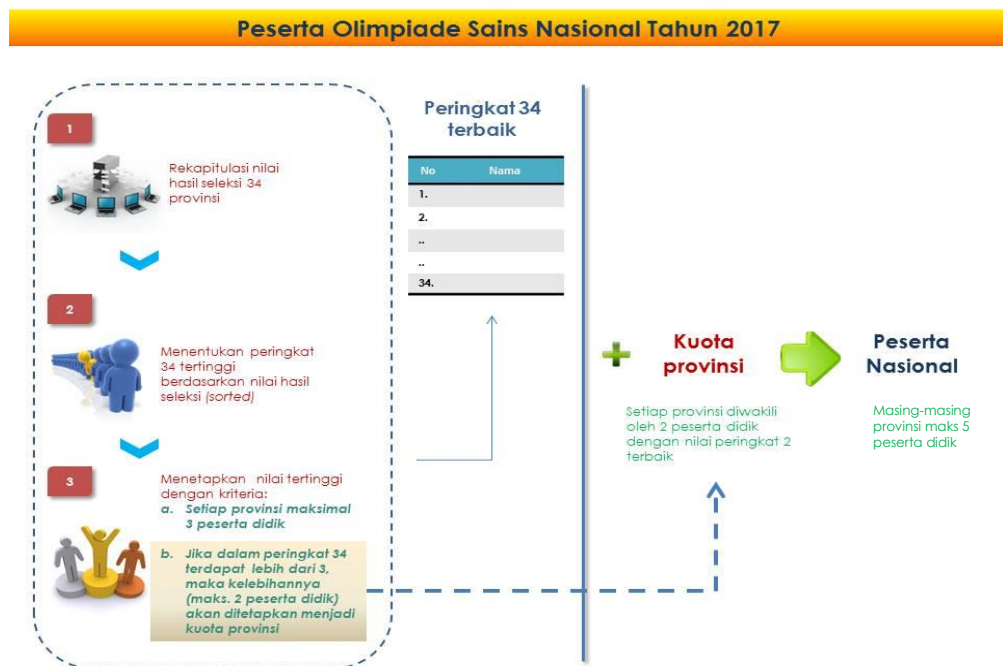 Peserta Olimpiade Sains Nasional Tahun 2017
1
Rekapitulasi nilai
hasil seleksi 34
provinsi
2
Menentukan peringkat
34 tertinggi
berdasarkan nilai hasil
seleksi (sorted)
3
Menetapkan nilai tertinggi
dengan kriteria:
a. Setiap provinsi maksimal
3 peserta didik
b. Jika dalam peringkat 34
terdapat lebih dari 3,
maka kelebihannya
(maks. 2 peserta didik)
akan ditetapkan menjadi
kuota provinsi
Peringkat 34
terbaik
No Nama
1.
2.
..
..
34.
Kuota
provinsi
Setiap provinsi diwakili
oleh 2 peserta didik
dengan nilai peringkat 2
terbaik
Peserta
Nasional
Masing-masing
provinsi maks 5
peserta didik